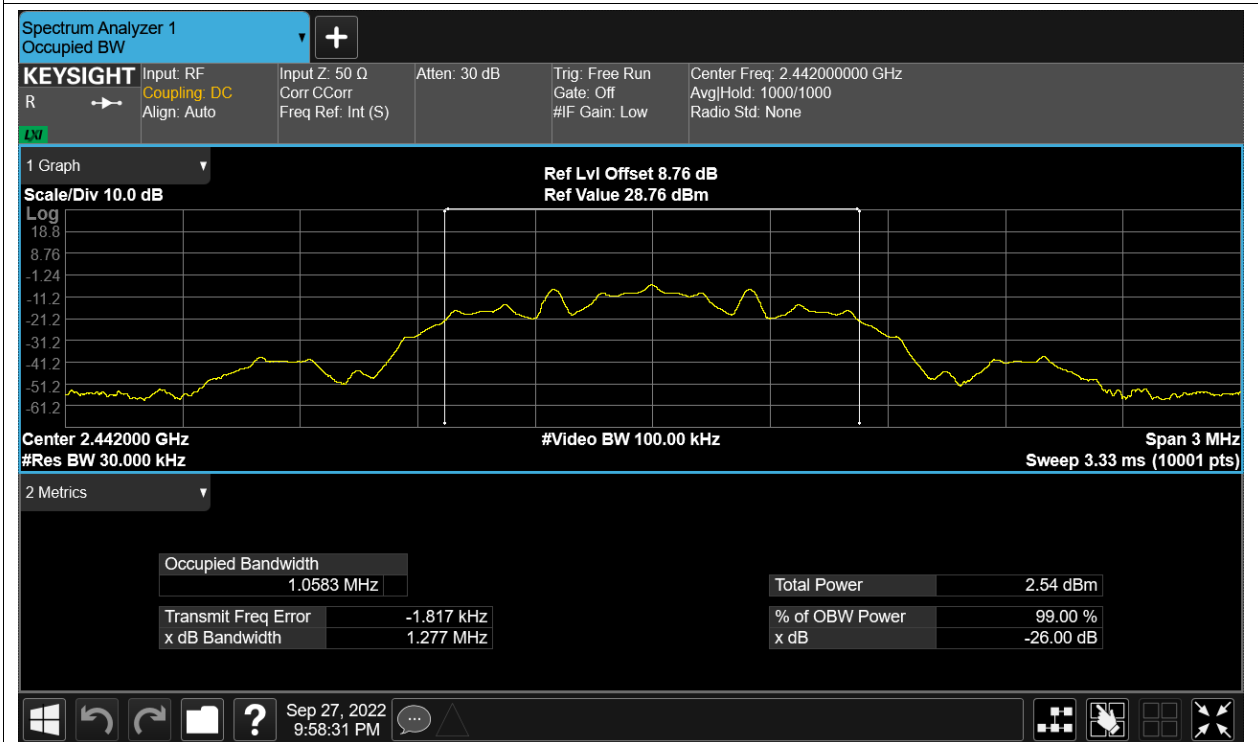 Spectrum Analyzer 1
Occupied BW
KEYSIGHT
R
LXI
Input: RF
Coupling: DC
Align: Auto
Input Z: 50 Ω
Corr CCorr
Freq Ref: Int (S)
Atten: 30 dB
Trig: Free Run
Gate: Off
#IF Gain: Low
Center Freq: 2.442000000 GHz
Avg|Hold: 1000/1000
Radio Std: None
1 Graph
Scale/Div 10.0 dB
Ref Lvl Offset 8.76 dB
Ref Value 28.76 dBm
Log
18.8
8.76
-1.24
-11.2
-21.2
-31.2
-41.2
-51.2
-61.2
Center 2.442000 GHz
#Res BW 30.000 kHz
#Video BW 100.00 kHz
Span 3 MHz
Sweep 3.33 ms (10001 pts)
2 Metrics
Occupied Bandwidth
1.0583 MHz
Transmit Freq Error -1.817 kHz
x dB Bandwidth 1.277 MHz
Total Power 2.54 dBm
% of OBW Power 99.00 %
x dB -26.00 dB
?
Sep 27, 2022
9:58:31 PM